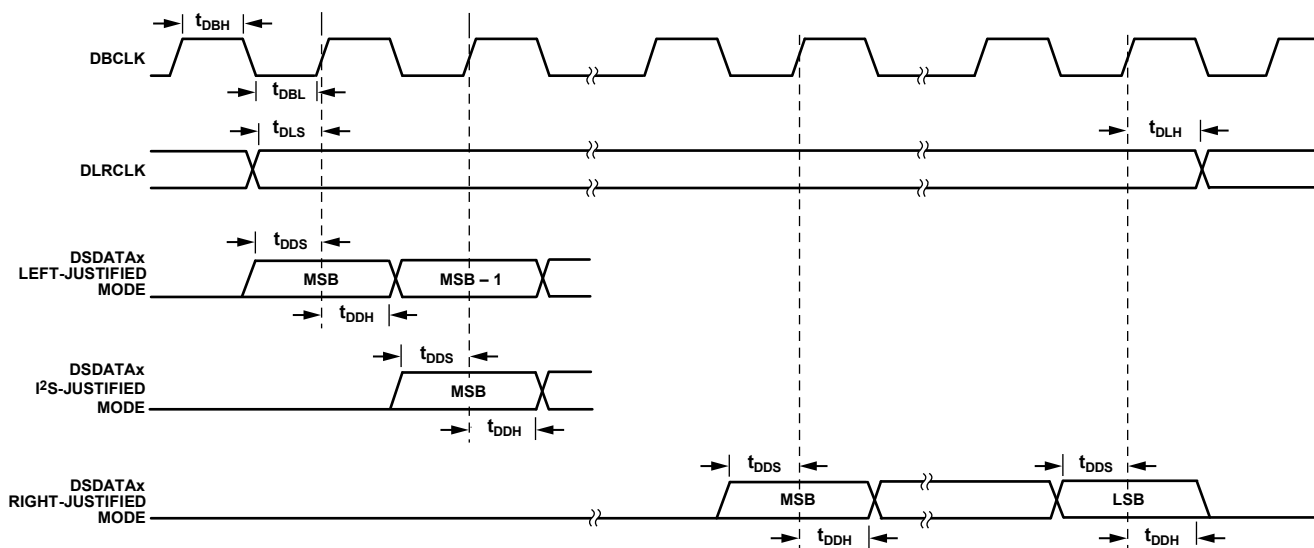 tDBH
DBCLK
tDBL
tDLS
tDLH
DLRCLK
tDDS
DSDATAx
LEFT-JUSTIFIED
MODE
MSB
MSB – 1
tDDH
tDDS
DSDATAx
I²S-JUSTIFIED
MODE
MSB
tDDH
tDDS
tDDS
DSDATAx
RIGHT-JUSTIFIED
MODE
MSB
LSB
tDDH
tDDH